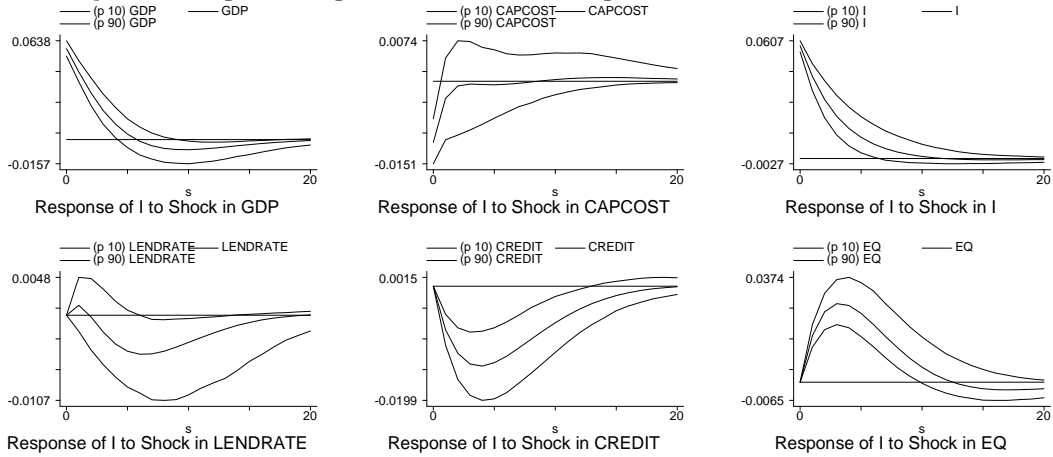 (p 10) GDP GDP
(p 90) GDP
0.0638
-0.0157
0 20
s
Response of I to Shock in GDP
(p 10) CAPCOST CAPCOST
(p 90) CAPCOST
0.0074
-0.0151
0 20
s
Response of I to Shock in CAPCOST
(p 10) I I
(p 90) I
0.0607
-0.0027
0 20
s
Response of I to Shock in I
(p 10) LENDRATE LENDRATE
(p 90) LENDRATE
0.0048
-0.0107
0 20
s
Response of I to Shock in LENDRATE
(p 10) CREDIT CREDIT
(p 90) CREDIT
0.0015
-0.0199
0 20
s
Response of I to Shock in CREDIT
(p 10) EQ EQ
(p 90) EQ
0.0374
-0.0065
0 20
s
Response of I to Shock in EQ